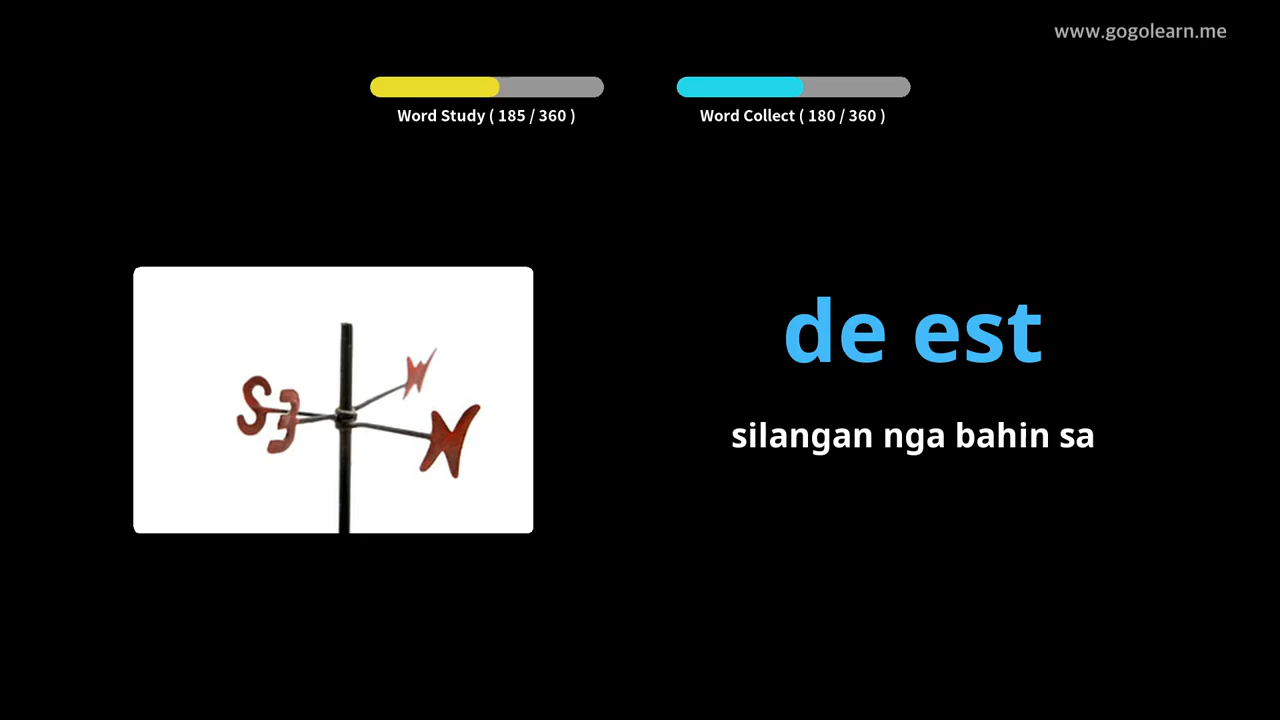 www.gogolearn.me
Word Study ( 185 / 360 )
Word Collect ( 180 / 360 )
de est
silangan nga bahin sa
S
E
N